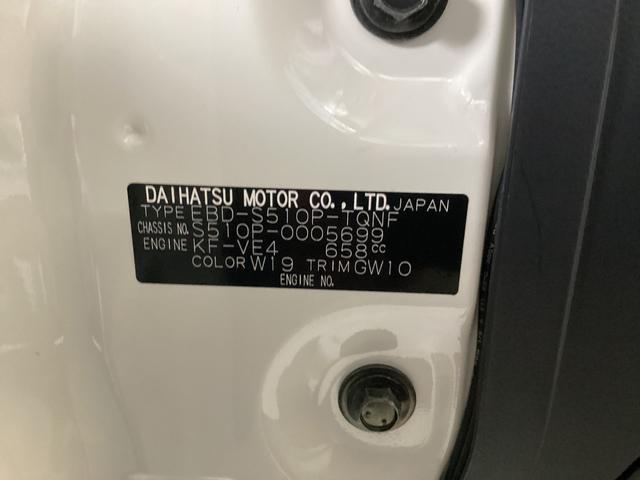 DAIHATSU MOTOR CO.,LTD. JAPAN
TYPE EBD-S510P-TQNF
CHASSIS NO. S510P-0005699
ENGINE KF-VE4 658cc
COLOR W19 TRIM GW10
ENGINE NO.